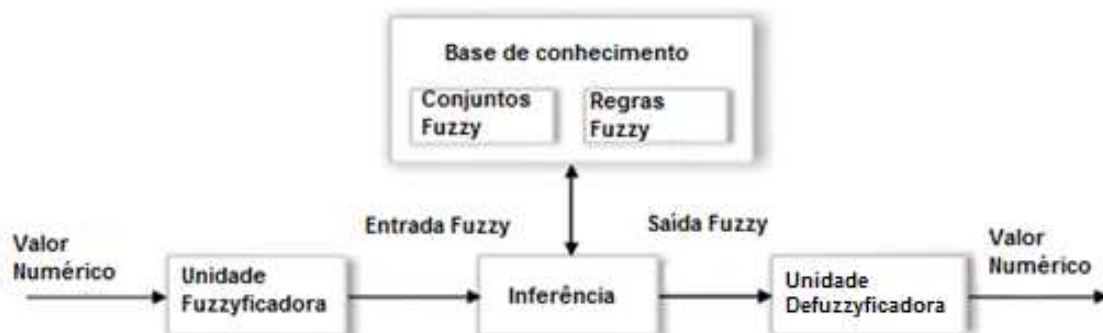 Base de conhecimento
Conjuntos
Fuzzy
Regras
Fuzzy
Entrada Fuzzy
Saída Fuzzy
Valor
Numérico
Unidade
Fuzzyficadora
Inferência
Unidade
Defuzzyficadora
Valor
Numérico